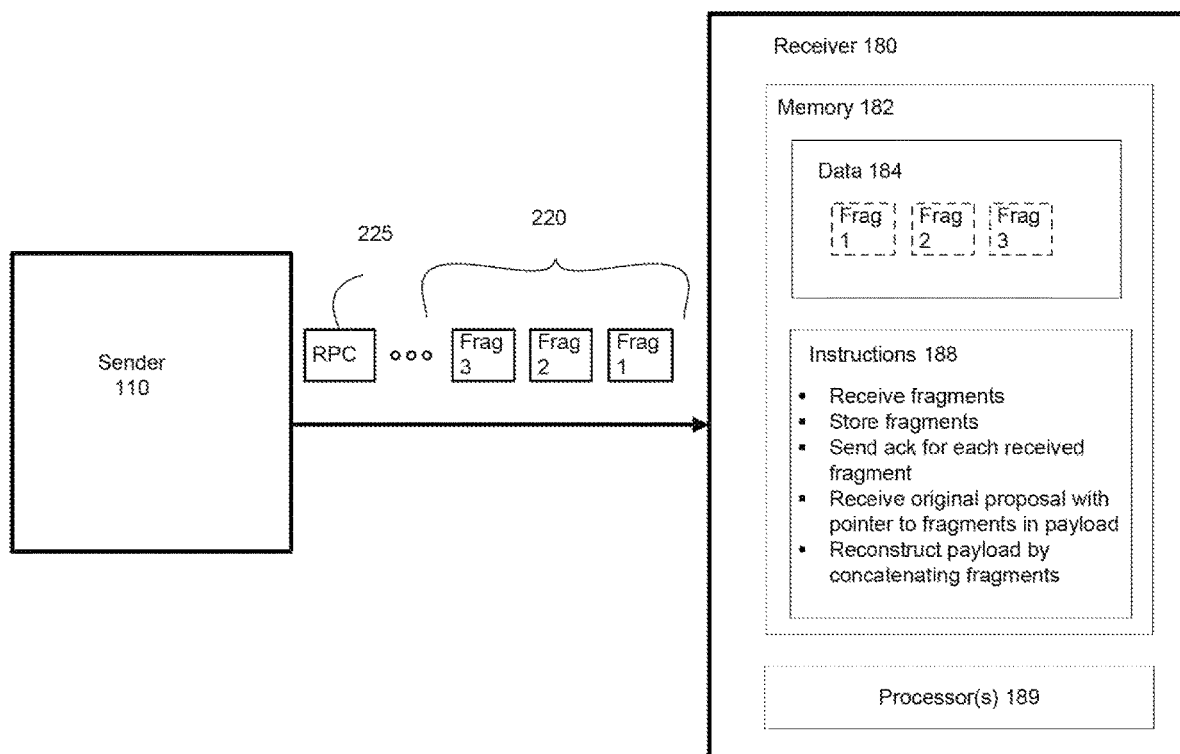 Receiver 180
Memory 182
Data 184
Frag
1
Frag
2
Frag
3
225
220
Sender
110
RPC
Frag
3
Frag
2
Frag
1
Instructions 188
▪ Receive fragments
▪ Store fragments
▪ Send ack for each received
fragment
▪ Receive original proposal with
pointer to fragments in payload
▪ Reconstruct payload by
concatenating fragments
Processor(s) 189